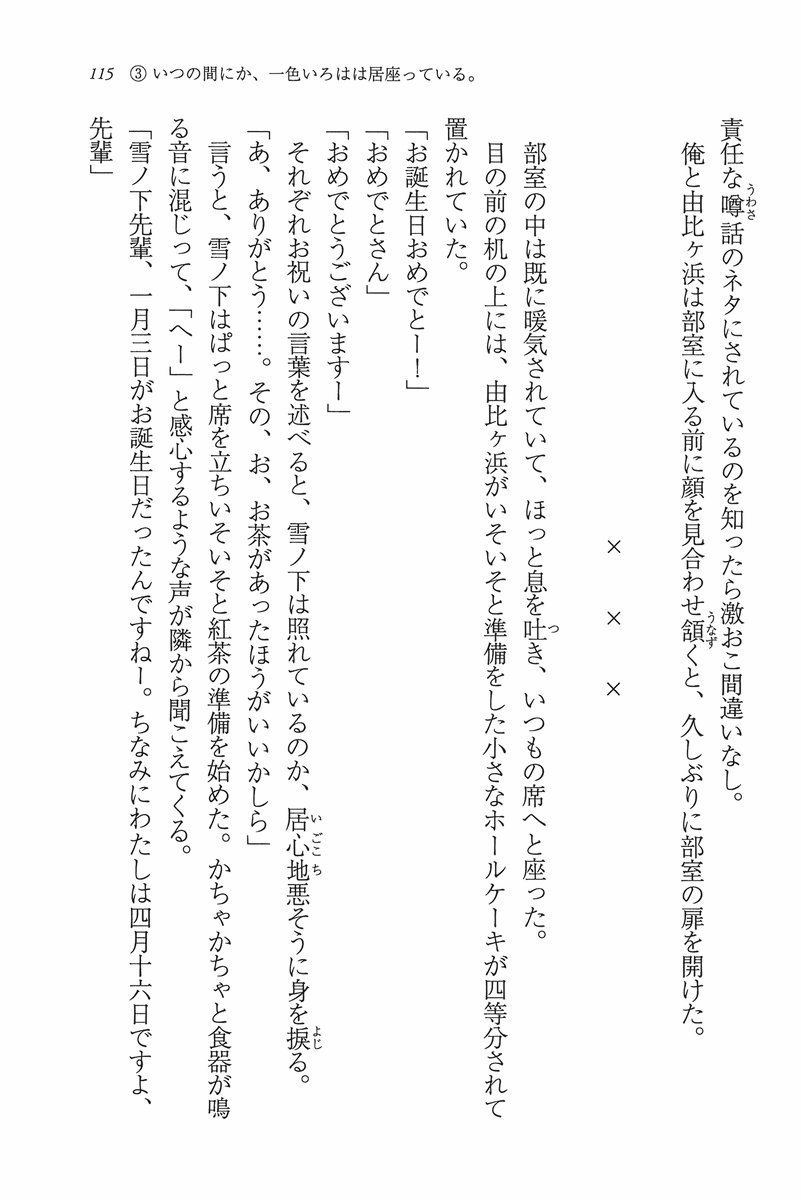 115 ③ いつの間にか、一色いろはは居座っている。
責任な噂話のネタにされているのを知ったら激おこ間違いなし。
俺と由比ヶ浜は部室に入る前に顔を見合わせ頷くと、久しぶりに部室の扉を開けた。
× × ×
部室の中は既に暖気されていて、ほっと息を吐き、いつもの席へと座った。
目の前の机の上には、由比ヶ浜がいそいそと準備をした小さなホールケーキが四等分されて
置かれていた。
「お誕生日おめでとー！」
「おめでとさん」
「おめでとうございますー」
それぞれお祝いの言葉を述べると、雪ノ下は照れているのか、居心地悪そうに身を捩る。
「あ、ありがとう……。その、お、お茶があったほうがいいかしら」
言うと、雪ノ下はぱっと席を立ちいそいそと紅茶の準備を始めた。かちゃかちゃと食器が鳴
る音に混じって、「へー」と感心するような声が隣から聞こえてくる。
「雪ノ下先輩、一月三日がお誕生日だったんですねー。ちなみにわたしは四月十六日ですよ、
先輩」